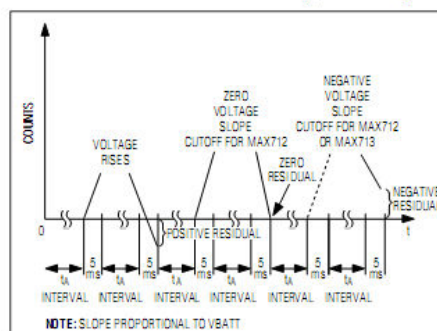 NEGATIVE
VOLTAGE
SLOPE
CUTOFF FOR MAX712
OR MAX713
ZERO
VOLTAGE
SLOPE
CUTOFF FOR MAX712
VOLTAGE
RISES
ZERO
RESIDUAL
NEGATIVE
RESIDUAL
COUNTS
0
POSITIVE RESIDUAL
t
5
ms
5
ms
5
ms
5
ms
5
ms
5
ms
tA tA tA tA tA
INTERVAL INTERVAL INTERVAL INTERVAL INTERVAL
NOTE: SLOPE PROPORTIONAL TO VBATT